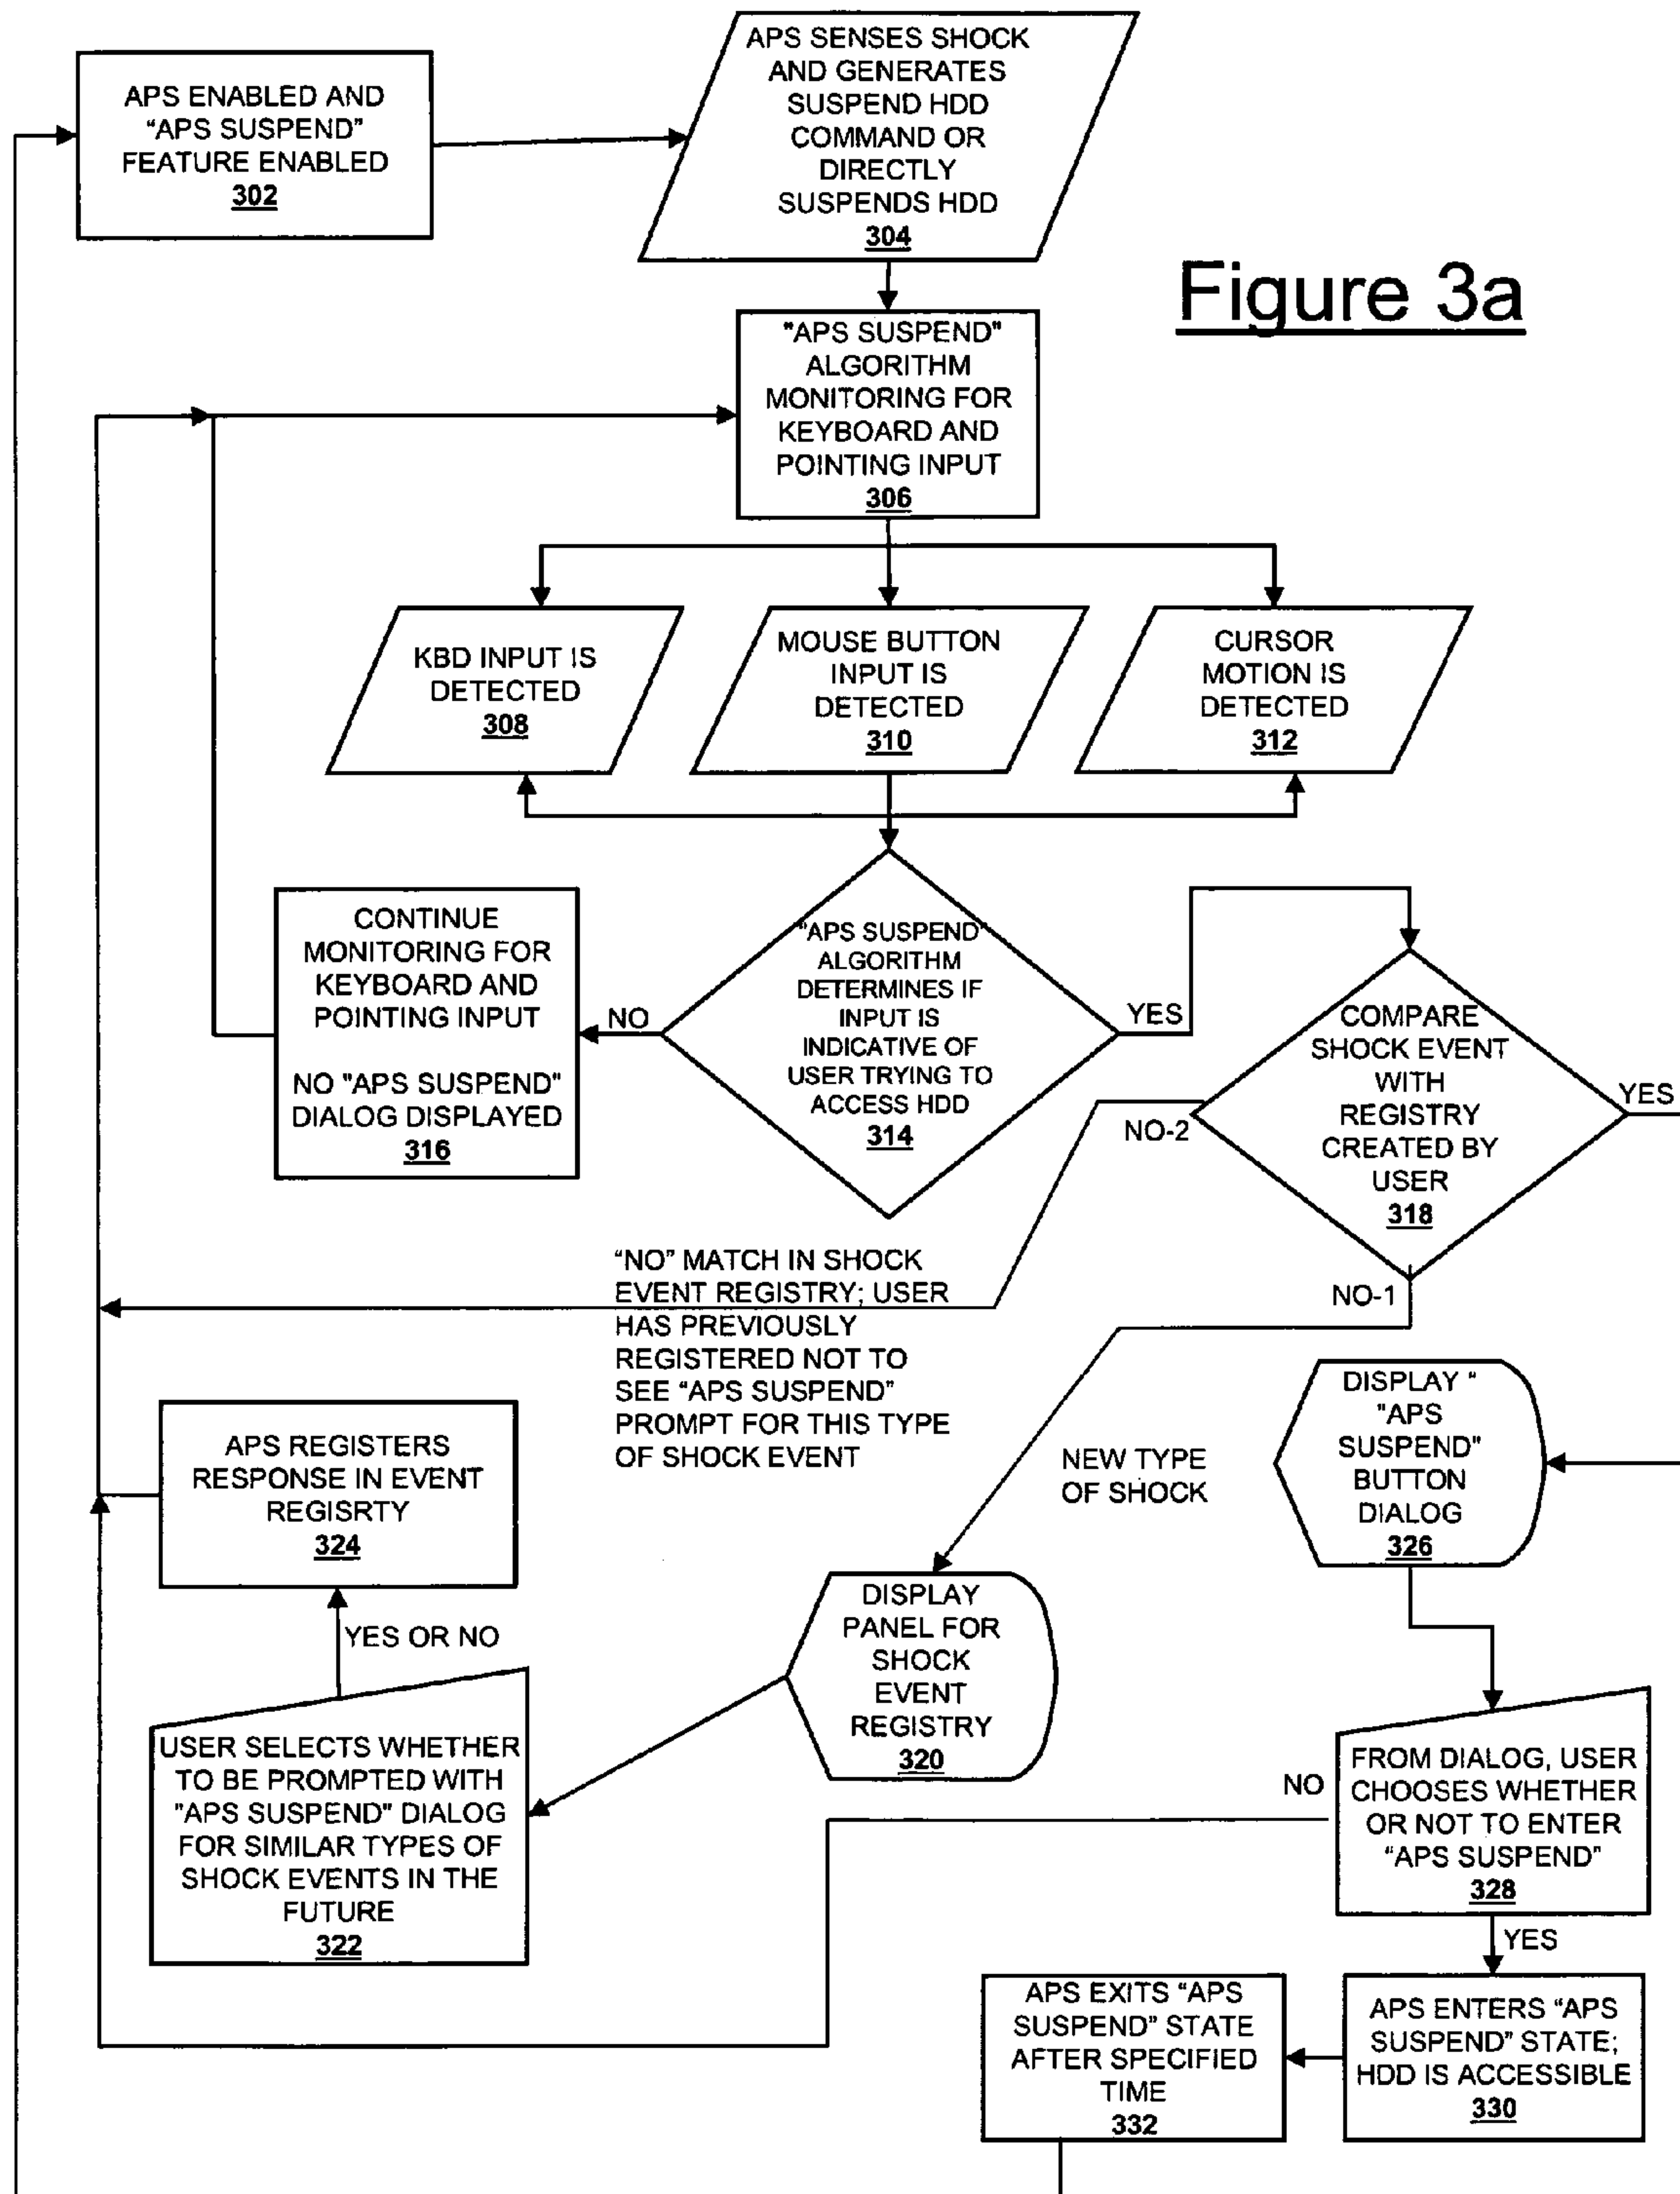 APS ENABLED AND
“APS SUSPEND”
FEATURE ENABLED
302
APS SENSES SHOCK
AND GENERATES
SUSPEND HDD
COMMAND OR
DIRECTLY
SUSPENDS HDD
304
Figure 3a
"APS SUSPEND"
ALGORITHM
MONITORING FOR
KEYBOARD AND
POINTING INPUT
306
KBD INPUT IS
DETECTED
308
MOUSE BUTTON
INPUT IS
DETECTED
310
CURSOR
MOTION IS
DETECTED
312
CONTINUE
MONITORING FOR
KEYBOARD AND
POINTING INPUT
NO "APS SUSPEND"
DIALOG DISPLAYED
316
NO
"APS SUSPEND"
ALGORITHM
DETERMINES IF
INPUT IS
INDICATIVE OF
USER TRYING TO
ACCESS HDD
314
YES
COMPARE
SHOCK EVENT
WITH
REGISTRY
CREATED BY
USER
318
YES
NO-2
NO-1
“NO” MATCH IN SHOCK
EVENT REGISTRY; USER
HAS PREVIOUSLY
REGISTERED NOT TO
SEE “APS SUSPEND”
PROMPT FOR THIS TYPE
OF SHOCK EVENT
NEW TYPE
OF SHOCK
DISPLAY "
"APS
SUSPEND"
BUTTON
DIALOG
326
APS REGISTERS
RESPONSE IN EVENT
REGISRTY
324
YES OR NO
DISPLAY
PANEL FOR
SHOCK
EVENT
REGISTRY
320
USER SELECTS WHETHER
TO BE PROMPTED WITH
"APS SUSPEND" DIALOG
FOR SIMILAR TYPES OF
SHOCK EVENTS IN THE
FUTURE
322
NO
FROM DIALOG, USER
CHOOSES WHETHER
OR NOT TO ENTER
“APS SUSPEND”
328
YES
APS EXITS “APS
SUSPEND” STATE
AFTER SPECIFIED
TIME
332
APS ENTERS “APS
SUSPEND” STATE;
HDD IS ACCESSIBLE
330